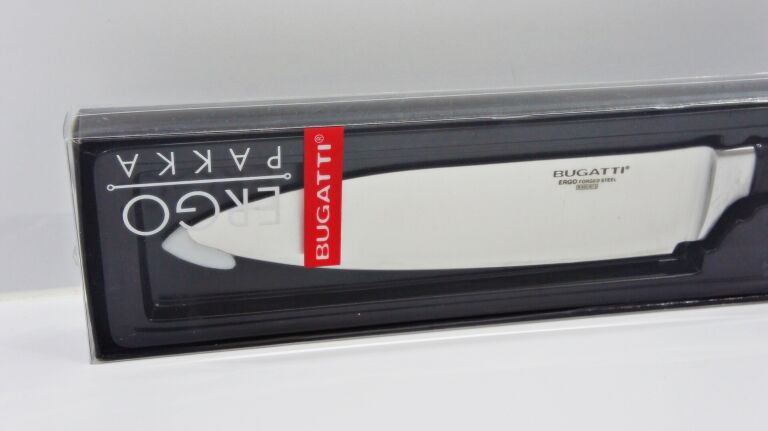 ERGO
PAKKA
BUGATTI®
BUGATTI®
ERGO FORGED STEEL